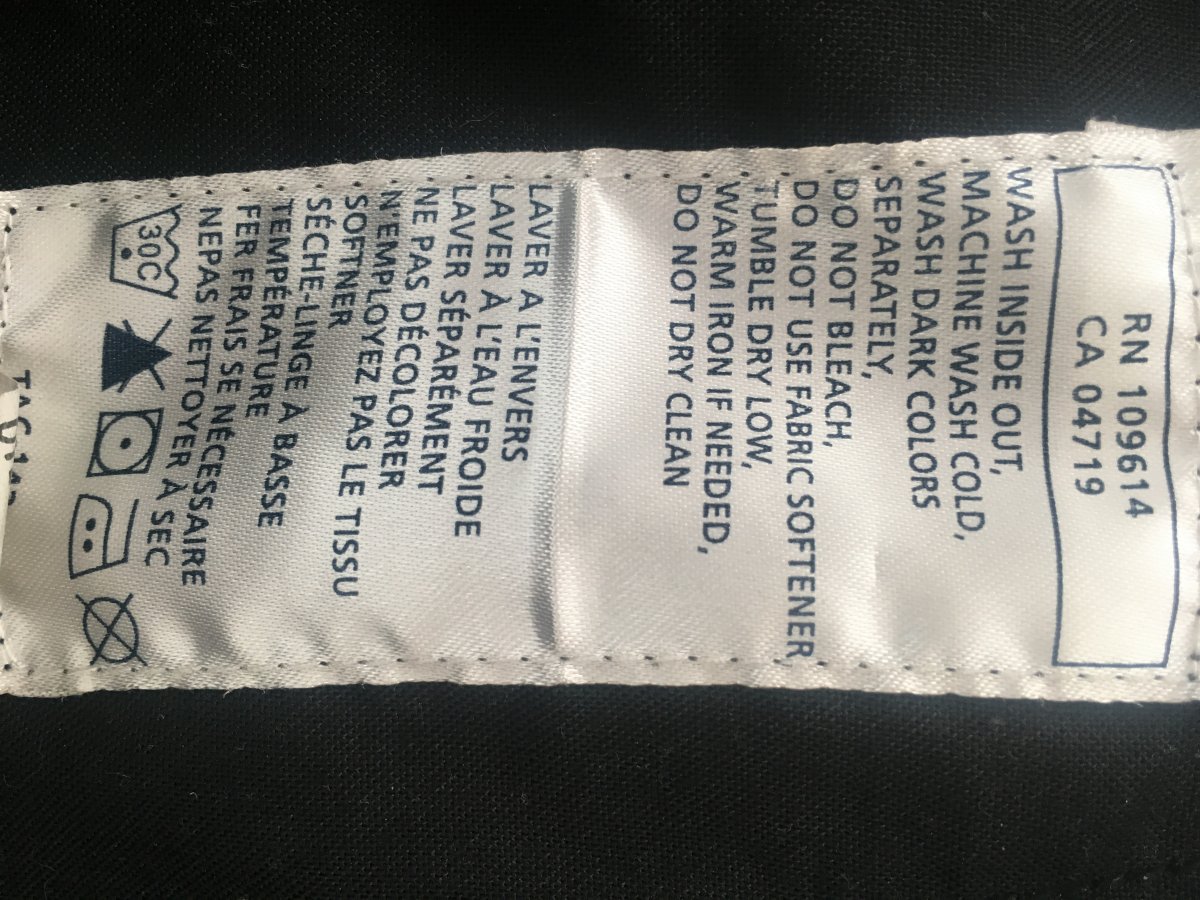 RN 109614
CA 04719
WASH INSIDE OUT,
MACHINE WASH COLD,
WASH DARK COLORS
SEPARATELY,
DO NOT BLEACH,
DO NOT USE FABRIC SOFTENER
TUMBLE DRY LOW,
WARM IRON IF NEEDED,
DO NOT DRY CLEAN
LAVER A L'ENVERS
LAVER À L'EAU FROIDE
LAVER SÉPARÉMENT
NE PAS DÉCOLORER
N'EMPLOYEZ PAS LE TISSU
SOFTNER
SÉCHE-LINGE À BASSE
TEMPÉRATURE
FER FRAIS SE NÉCESSAIRE
NEPAS NETTOYER À SEC
30C